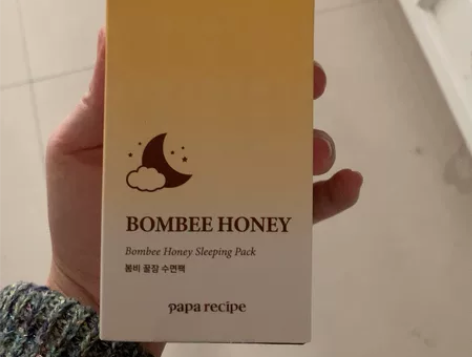 BOMBEE HONEY
Bombee Honey Sleeping Pack
봄비 꿀잠 수면팩
papa recipe